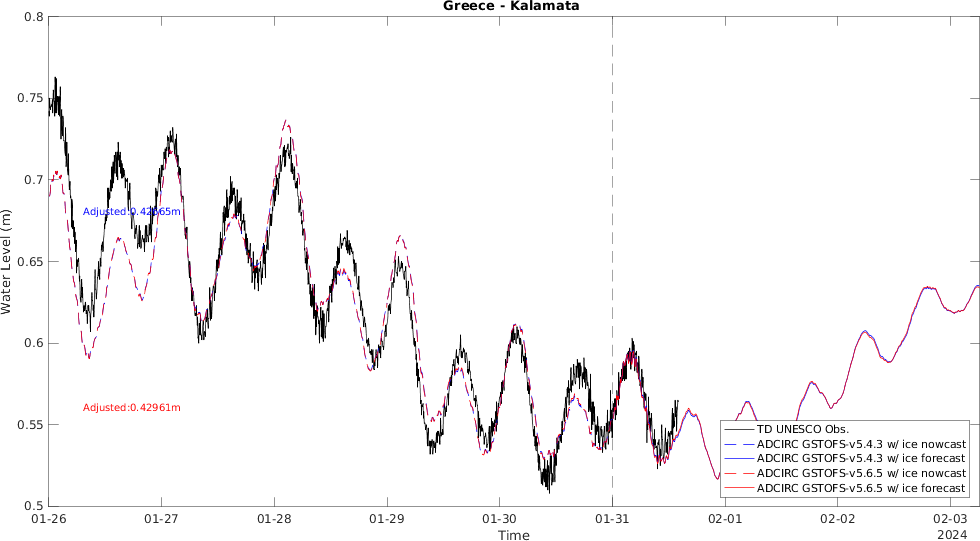 Greece - Kalamata
0.8
0.75
0.7
0.65
0.6
0.55
0.5
Water Level (m)
Adjusted:0.42965m
Adjusted:0.42961m
TD UNESCO Obs.
ADCIRC GSTOFS-v5.4.3 w/ ice nowcast
ADCIRC GSTOFS-v5.4.3 w/ ice forecast
ADCIRC GSTOFS-v5.6.5 w/ ice nowcast
ADCIRC GSTOFS-v5.6.5 w/ ice forecast
01-26 01-27 01-28 01-29 01-30 01-31 02-01 02-02 02-03
Time
2024